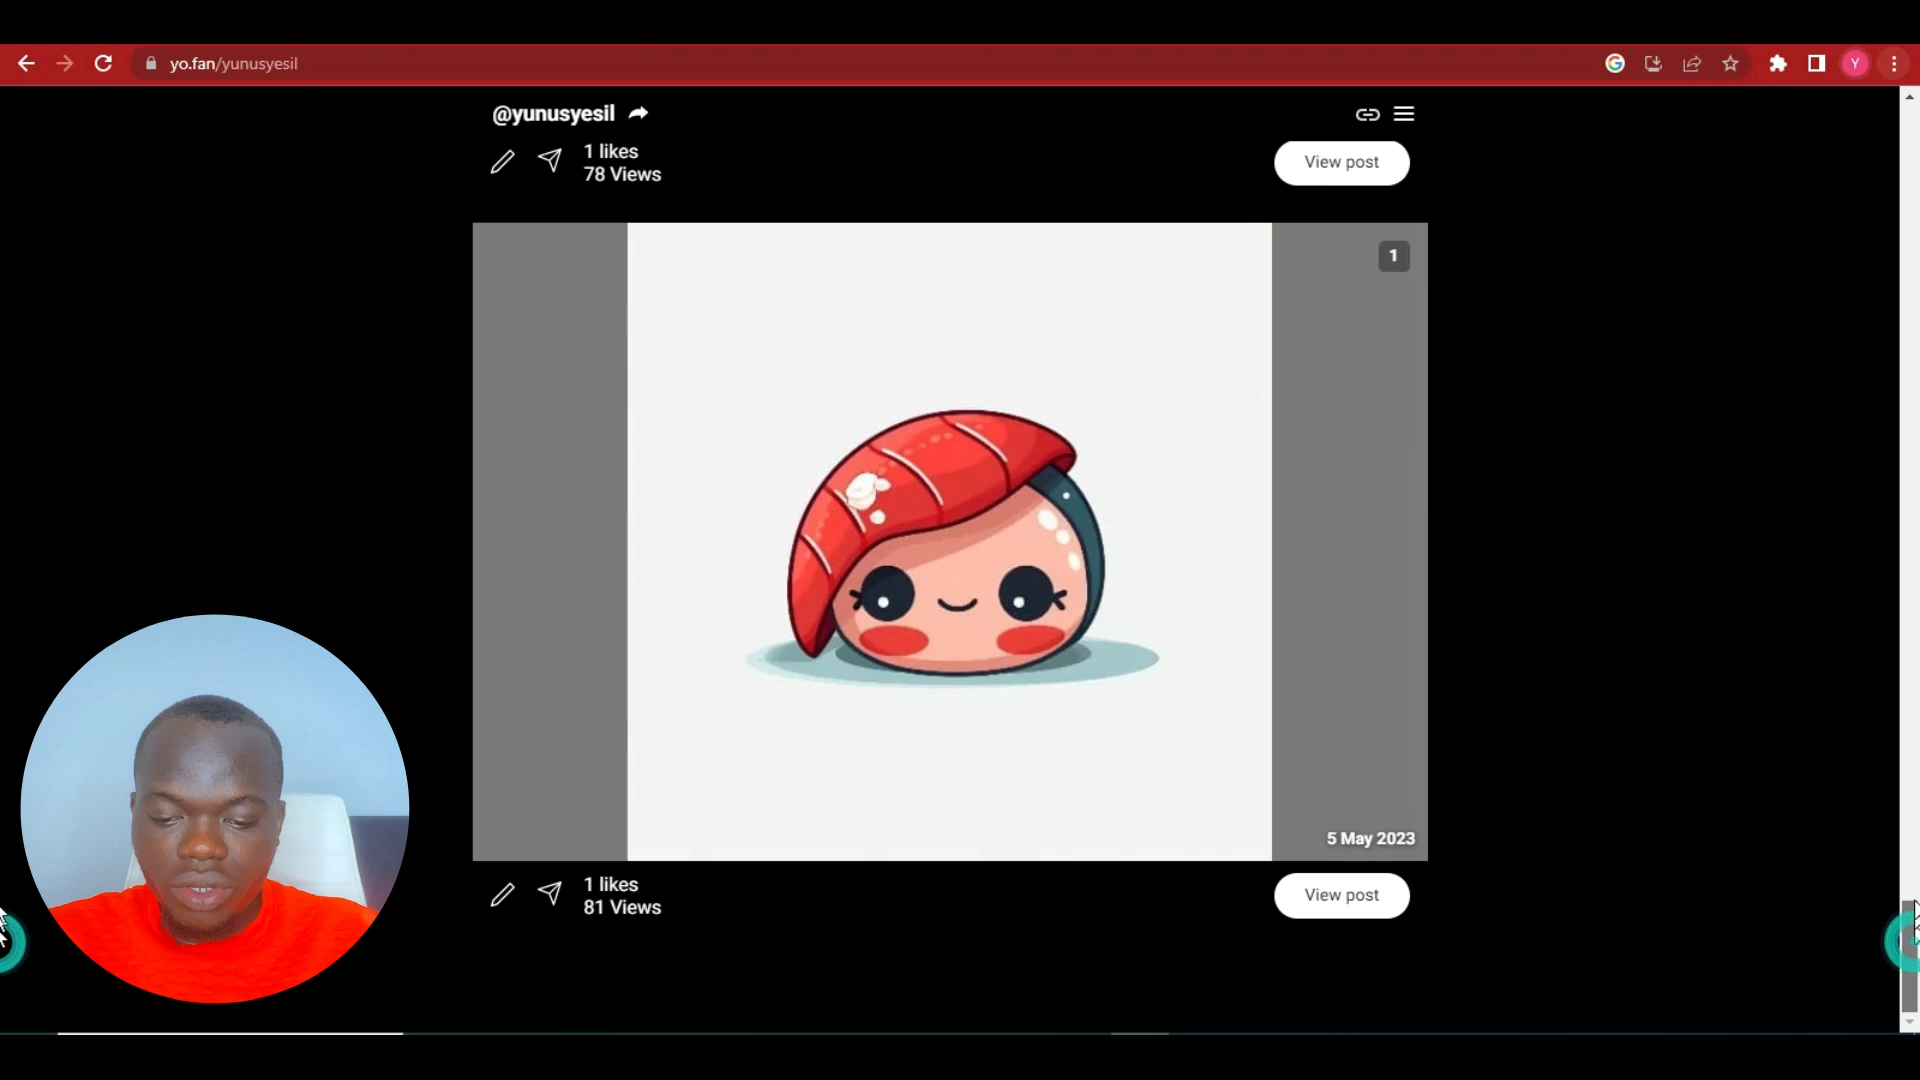 yo.fan/yunusyesil
Y
@yunusyesil
1 likes
78 Views
View post
1
5 May 2023
1 likes
81 Views
View post